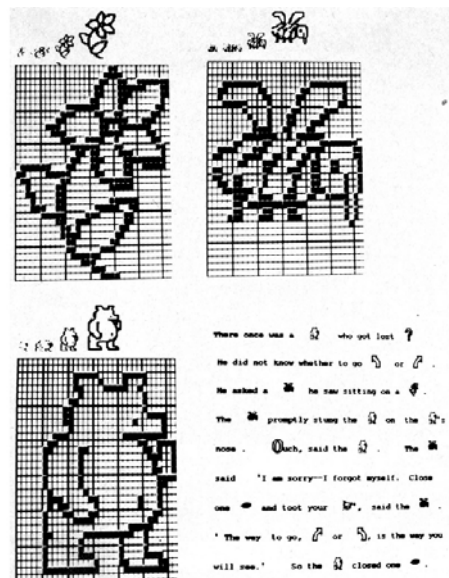 There once was a who got lost ?
He did not know whether to go or .
He asked a he saw sitting on a .
The promptly stung the on the 's
nose . Ouch, said the . The
said 'I am sorry--I forgot myself. Close
one and toot your ", said the .
' The way to go, or , is the way you
will see.' So the closed one .